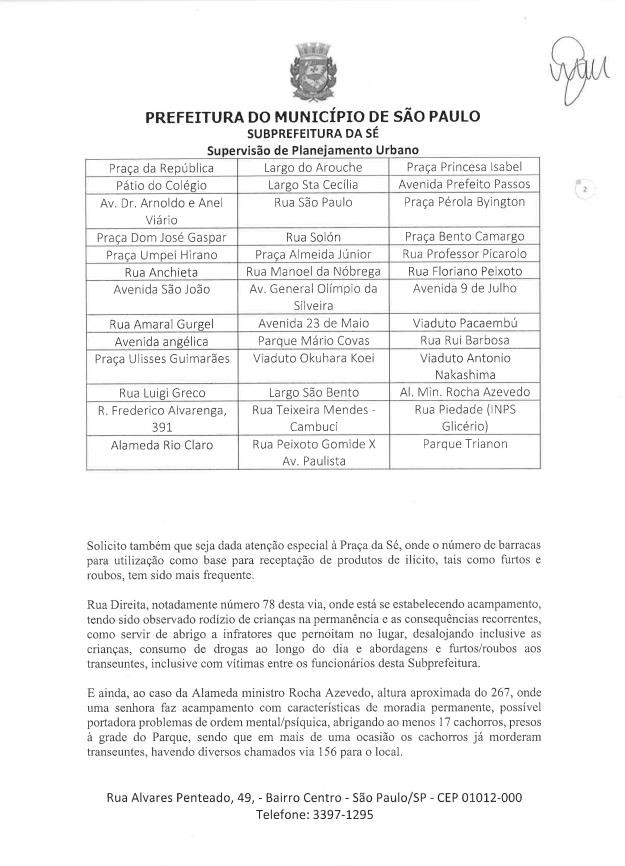 PREFEITURA DO MUNICÍPIO DE SÃO PAULO
SUBPREFEITURA DA SÉ
Supervisão de Planejamento Urbano
2
Praça da República Largo do Arouche Praça Princesa Isabel
Pátio do Colégio Largo Sta Cecília Avenida Prefeito Passos
Av. Dr. Arnoldo e Anel Viário Rua São Paulo Praça Pérola Byington
Praça Dom José Gaspar Rua Solón Praça Bento Camargo
Praça Umpei Hirano Praça Almeida Júnior Rua Professor Picarolo
Rua Anchieta Rua Manoel da Nóbrega Rua Floriano Peixoto
Avenida São João Av. General Olímpio da Silveira Avenida 9 de Julho
Rua Amaral Gurgel Avenida 23 de Maio Viaduto Pacaembú
Avenida angélica Parque Mário Covas Rua Rui Barbosa
Praça Ulisses Guimarães Viaduto Okuhara Koei Viaduto Antonio Nakashima
Rua Luigi Greco Largo São Bento Al. Min. Rocha Azevedo
R. Frederico Alvarenga, 391 Rua Teixeira Mendes - Cambuci Rua Piedade (INPS Glicério)
Alameda Rio Claro Rua Peixoto Gomide X Av. Paulista Parque Trianon
Solicito também que seja dada atenção especial à Praça da Sé, onde o número de barracas
para utilização como base para receptação de produtos de ilícito, tais como furtos e
roubos, tem sido mais frequente.
Rua Direita, notadamente número 78 desta via, onde está se estabelecendo acampamento,
tendo sido observado rodízio de crianças na permanência e as consequências recorrentes,
como servir de abrigo a infratores que pernoitam no lugar, desalojando inclusive as
crianças, consumo de drogas ao longo do dia e abordagens e furtos/roubos aos
transeuntes, inclusive com vítimas entre os funcionários desta Subprefeitura.
E ainda, ao caso da Alameda ministro Rocha Azevedo, altura aproximada do 267, onde
uma senhora faz acampamento com características de moradia permanente, possível
portadora problemas de ordem mental/psíquica, abrigando ao menos 17 cachorros, presos
à grade do Parque, sendo que em mais de uma ocasião os cachorros já morderam
transeuntes, havendo diversos chamados via 156 para o local.
Rua Alvares Penteado, 49, - Bairro Centro - São Paulo/SP - CEP 01012-000
Telefone: 3397-1295